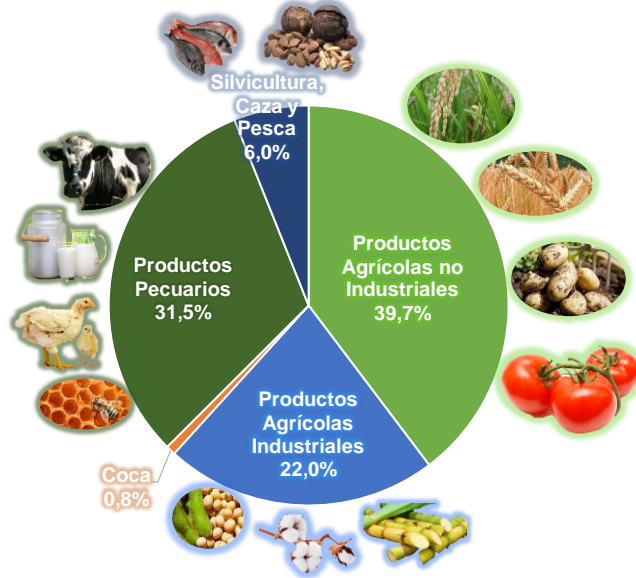 Silvicultura,
Caza y
Pesca
6,0%
Productos
Agrícolas no
Industriales
39,7%
Productos
Pecuarios
31,5%
Productos
Agrícolas
Industriales
22,0%
Coca
0,8%